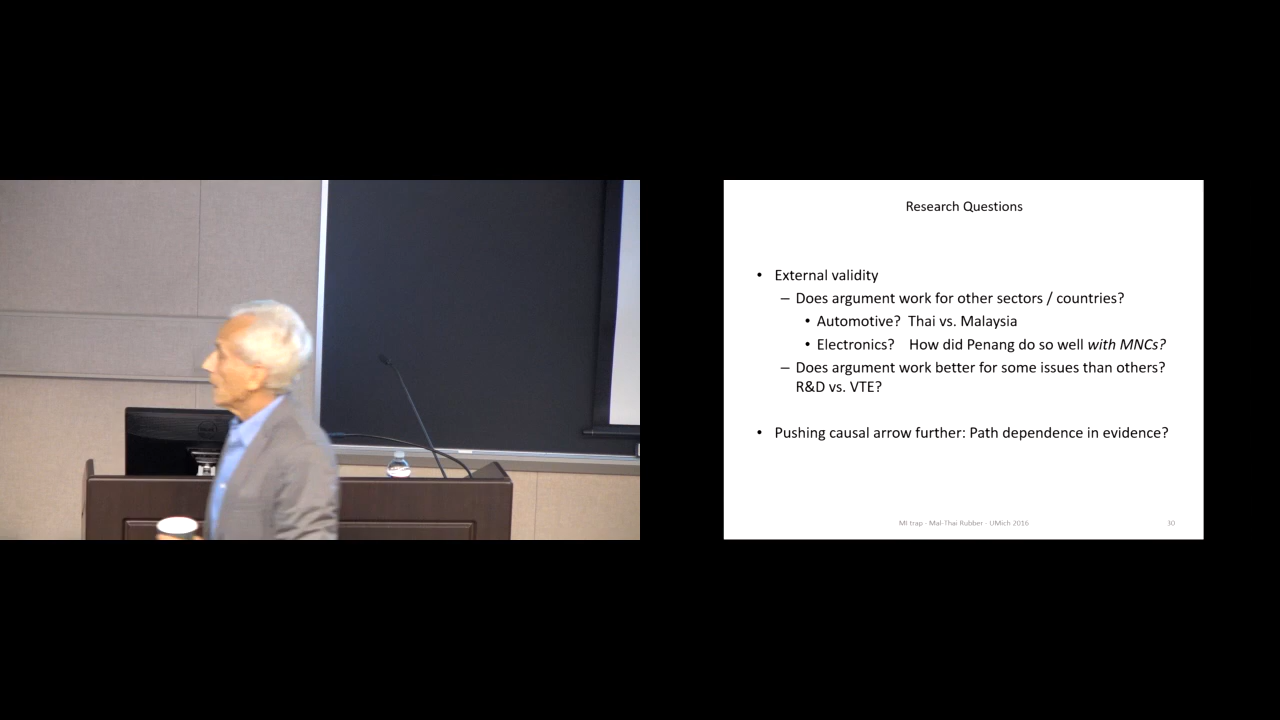 Research Questions
• External validity
– Does argument work for other sectors / countries?
• Automotive? Thai vs. Malaysia
• Electronics? How did Penang do so well with MNCs?
– Does argument work better for some issues than others?
R&D vs. VTE?
• Pushing causal arrow further: Path dependence in evidence?
MI trap - Mal-Thai Rubber - UMich 2016
30